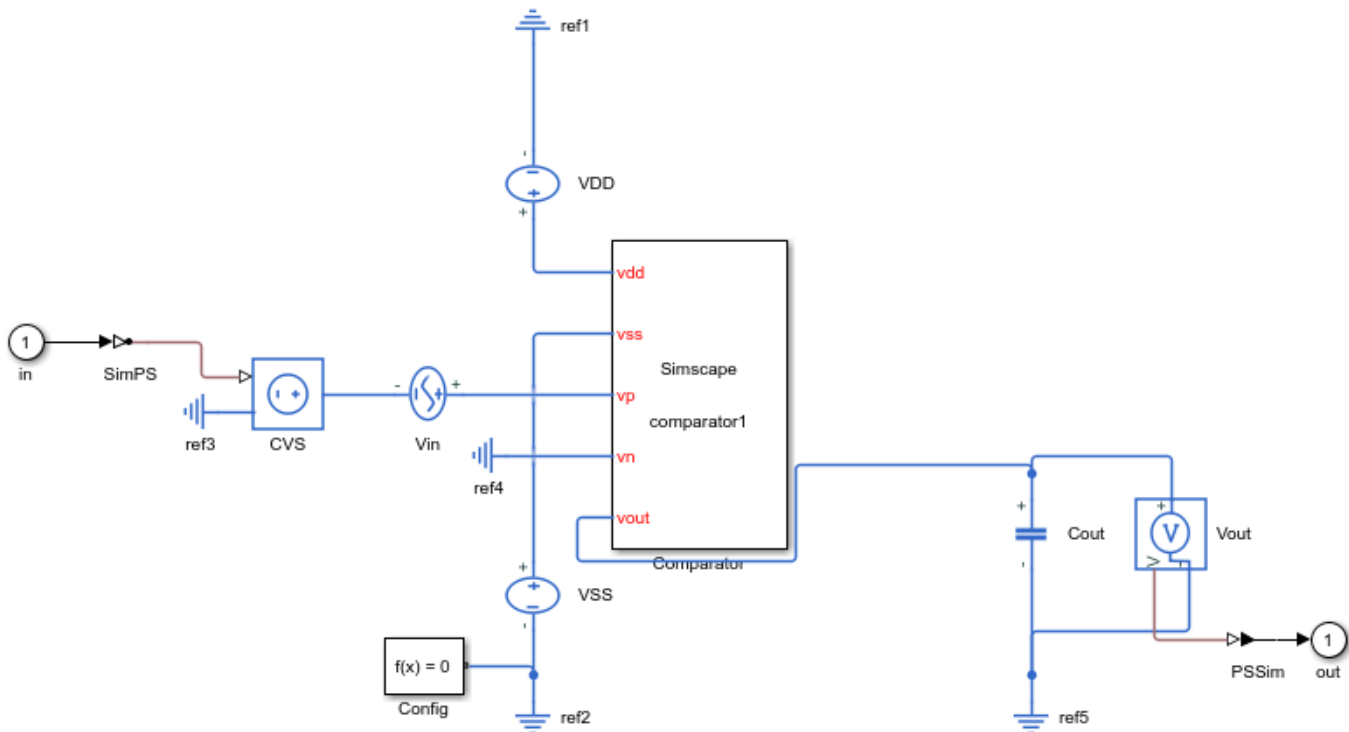 ref1
-
VDD
+
vdd
vss
1
in
SimPS
ref3
CVS
-
+
Vin
vp
Simscape
comparator1
vn
ref4
vout
Comparator
+
Cout
-
+
V
Vout
V
-
+
VSS
-
f(x) = 0
Config
ref2
ref5
PSSim
1
out